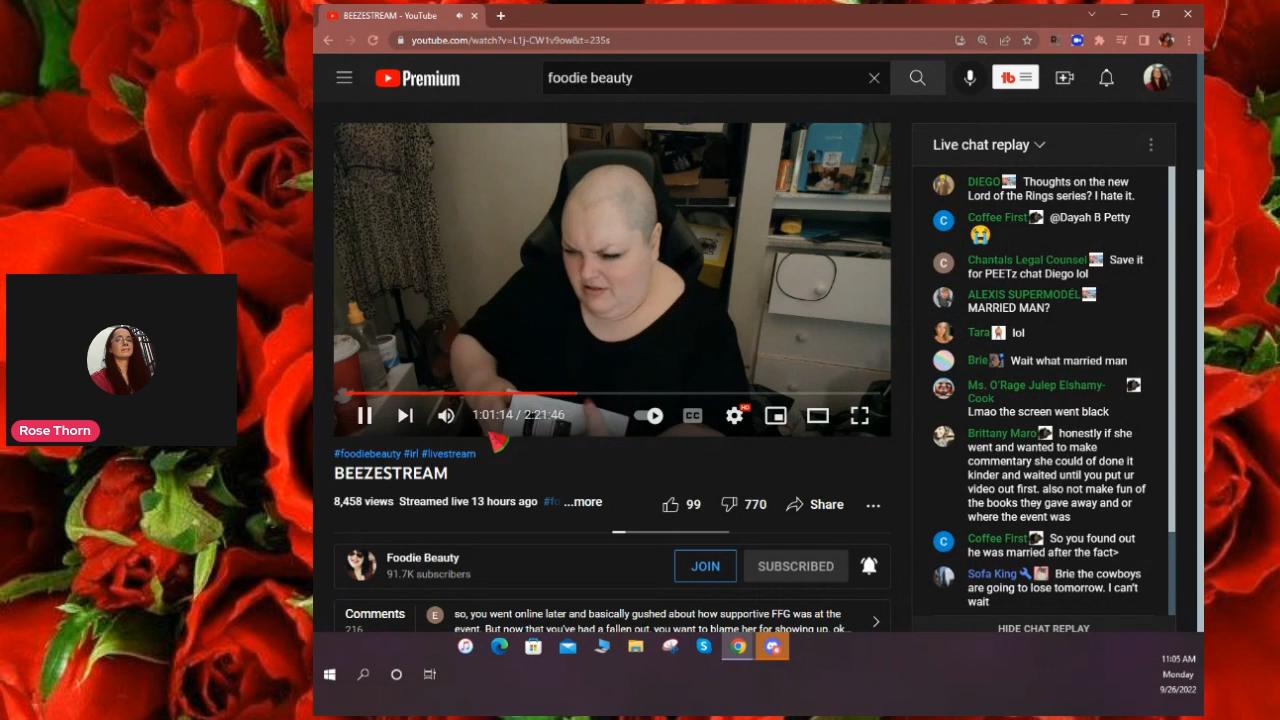 BEEZESTREAM - YouTube
youtube.com/watch?v=L1j-CW1v9ow&t=235s
Premium
foodie beauty
Live chat replay
DIEGO Thoughts on the new
Lord of the Rings series? I hate it.
Coffee First @Dayah B Petty
C
Chantals Legal Counsel Save it
for PEETz chat Diego lol
C
ALEXIS SUPERMODÉL
MARRIED MAN?
Tara lol
Brie Wait what married man
Ms. O'Rage Julep Elshamy-
Cook
Lmao the screen went black
Brittany Maro honestly if she
went and wanted to make
commentary she could of done it
kinder and waited until you put ur
video out first. also not make fun of
the books they gave away and or
where the event was
Coffee First So you found out
he was married after the fact>
C
Sofa King Brie the cowboys
are going to lose tomorrow. I can't
wait
HIDE CHAT REPLAY
1:01:14 / 2:21:46
CC
HD
#foodiebeauty #irl #livestream
BEEZESTREAM
8,458 views Streamed live 13 hours ago #fo ...more
99
770
Share
Foodie Beauty
91.7K subscribers
JOIN
SUBSCRIBED
Comments
216
E
so, you went online later and basically gushed about how supportive FFG was at the
event. But now that you've had a fallen out, you want to blame her for showing up. ok...
Rose Thorn
11:05 AM
Monday
9/26/2022